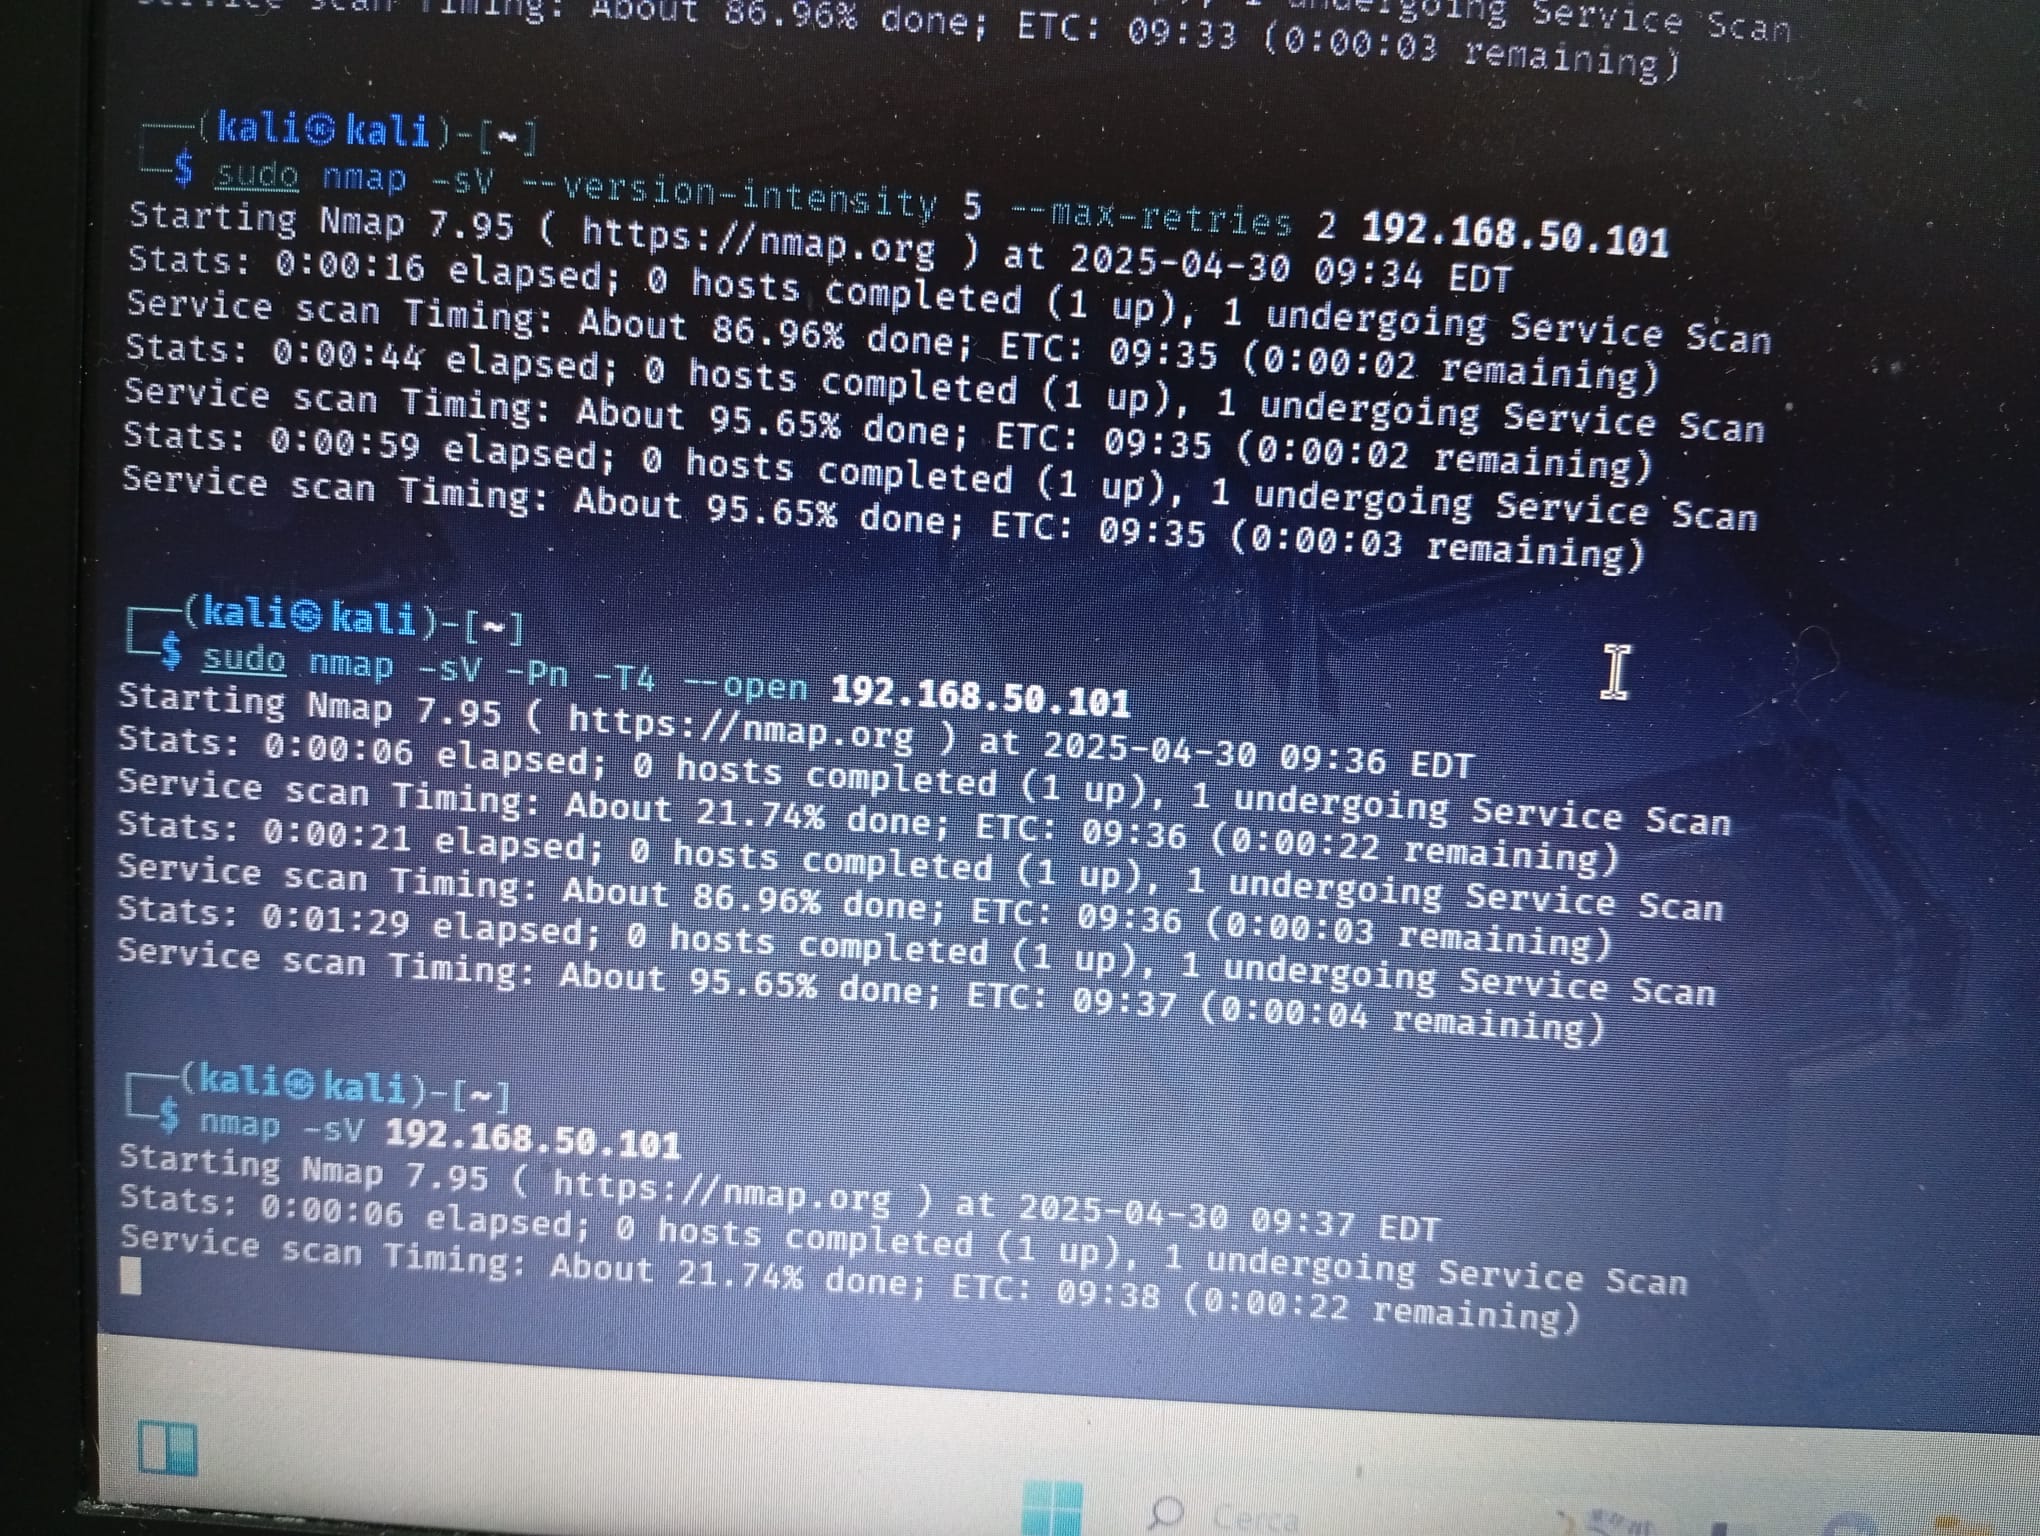 Service scan Timing: About 86.96% done; ETC: 09:33 (0:00:03 remaining)
undergoing Service Scan
(kali㉿kali)-[~]
$ sudo nmap -sV --version-intensity 5 --max-retries 2 192.168.50.101
Starting Nmap 7.95 ( https://nmap.org ) at 2025-04-30 09:34 EDT
Stats: 0:00:16 elapsed; 0 hosts completed (1 up), 1 undergoing Service Scan
Service scan Timing: About 86.96% done; ETC: 09:35 (0:00:02 remaining)
Stats: 0:00:44 elapsed; 0 hosts completed (1 up), 1 undergoing Service Scan
Service scan Timing: About 95.65% done; ETC: 09:35 (0:00:02 remaining)
Stats: 0:00:59 elapsed; 0 hosts completed (1 up), 1 undergoing Service Scan
Service scan Timing: About 95.65% done; ETC: 09:35 (0:00:03 remaining)
(kali㉿kali)-[~]
$ sudo nmap -sV -Pn -T4 --open 192.168.50.101
Starting Nmap 7.95 ( https://nmap.org ) at 2025-04-30 09:36 EDT
Stats: 0:00:06 elapsed; 0 hosts completed (1 up), 1 undergoing Service Scan
Service scan Timing: About 21.74% done; ETC: 09:36 (0:00:22 remaining)
Stats: 0:00:21 elapsed; 0 hosts completed (1 up), 1 undergoing Service Scan
Service scan Timing: About 86.96% done; ETC: 09:36 (0:00:03 remaining)
Stats: 0:01:29 elapsed; 0 hosts completed (1 up), 1 undergoing Service Scan
Service scan Timing: About 95.65% done; ETC: 09:37 (0:00:04 remaining)
(kali㉿kali)-[~]
$ nmap -sV 192.168.50.101
Starting Nmap 7.95 ( https://nmap.org ) at 2025-04-30 09:37 EDT
Stats: 0:00:06 elapsed; 0 hosts completed (1 up), 1 undergoing Service Scan
Service scan Timing: About 21.74% done; ETC: 09:38 (0:00:22 remaining)
Cerca